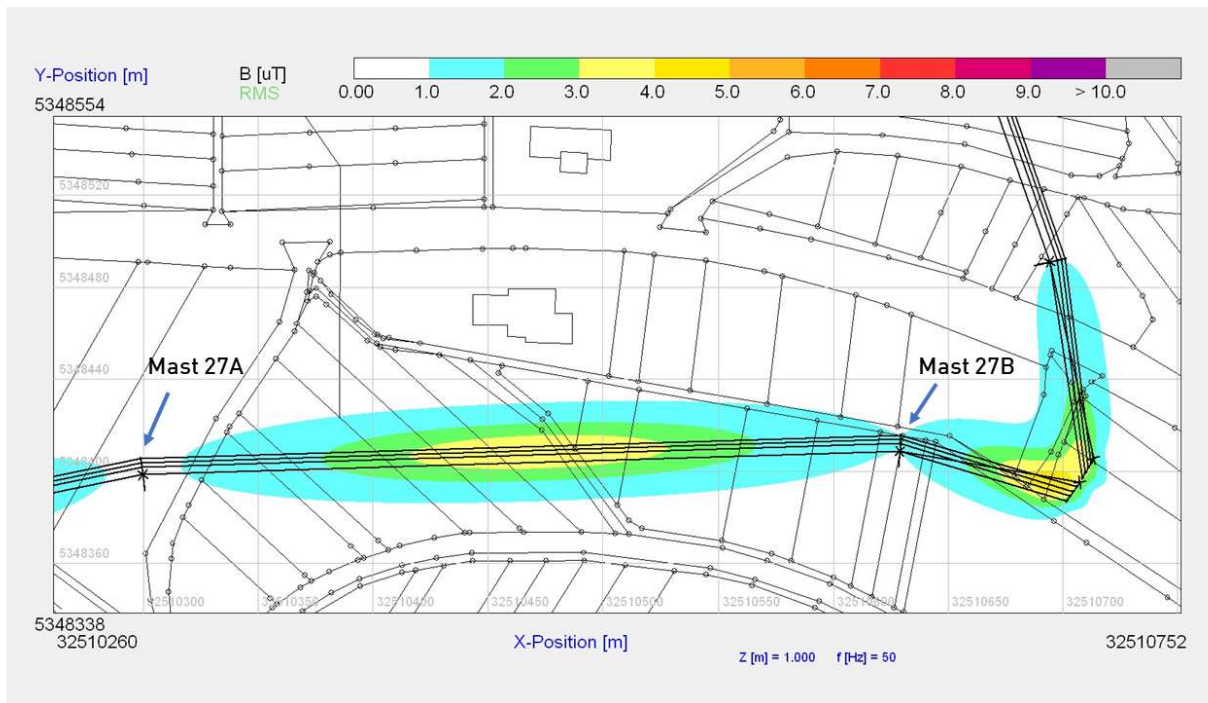 Y-Position [m]
B [uT]
RMS
0.00 1.0 2.0 3.0 4.0 5.0 6.0 7.0 8.0 9.0 > 10.0
5348554
5348520
5348480
Mast 27A
Mast 27B
5348440
5348400
5348360
32510300 32510350 32510400 32510450 32510500 32510550 32510600 32510650 32510700
5348338
32510260
X-Position [m]
32510752
Z [m] = 1.000 f [Hz] = 50